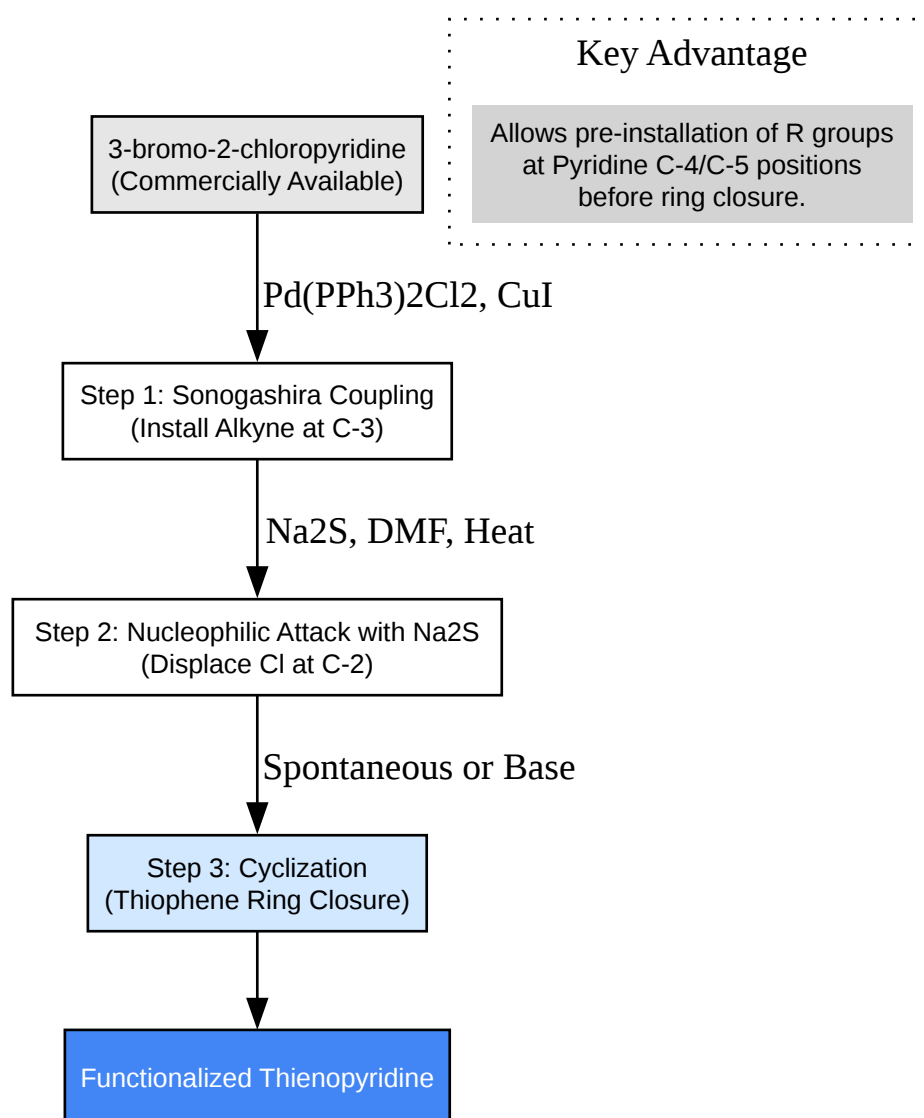 Key Advantage
Allows pre-installation of R groups
at Pyridine C-4/C-5 positions
before ring closure.
3-bromo-2-chloropyridine
(Commercially Available)
Pd(PPh3)2Cl2, CuI
Step 1: Sonogashira Coupling
(Install Alkyne at C-3)
Na2S, DMF, Heat
Step 2: Nucleophilic Attack with Na2S
(Displace Cl at C-2)
Spontaneous or Base
Step 3: Cyclization
(Thiophene Ring Closure)
Functionalized Thienopyridine